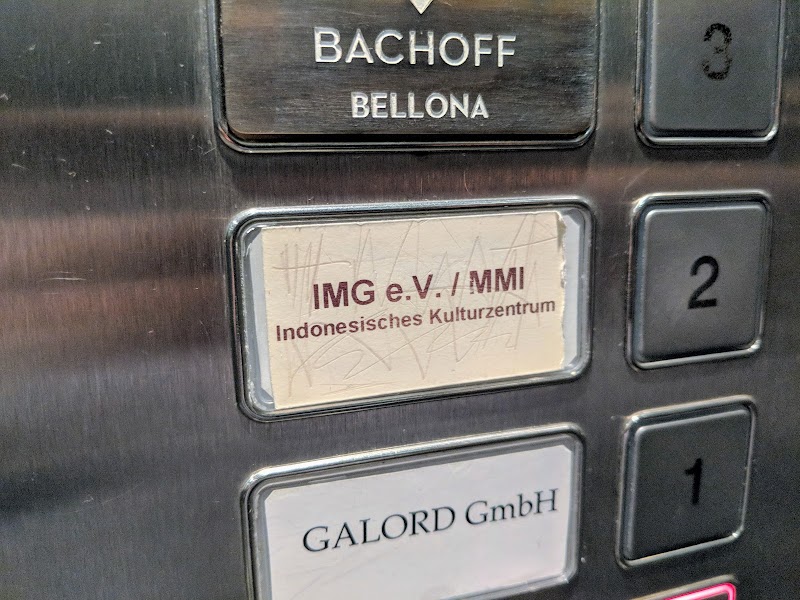 BACHOFF
BELLONA
3
IMG e.V. / MMI
Indonesisches Kulturzentrum
2
GALORD GmbH
1